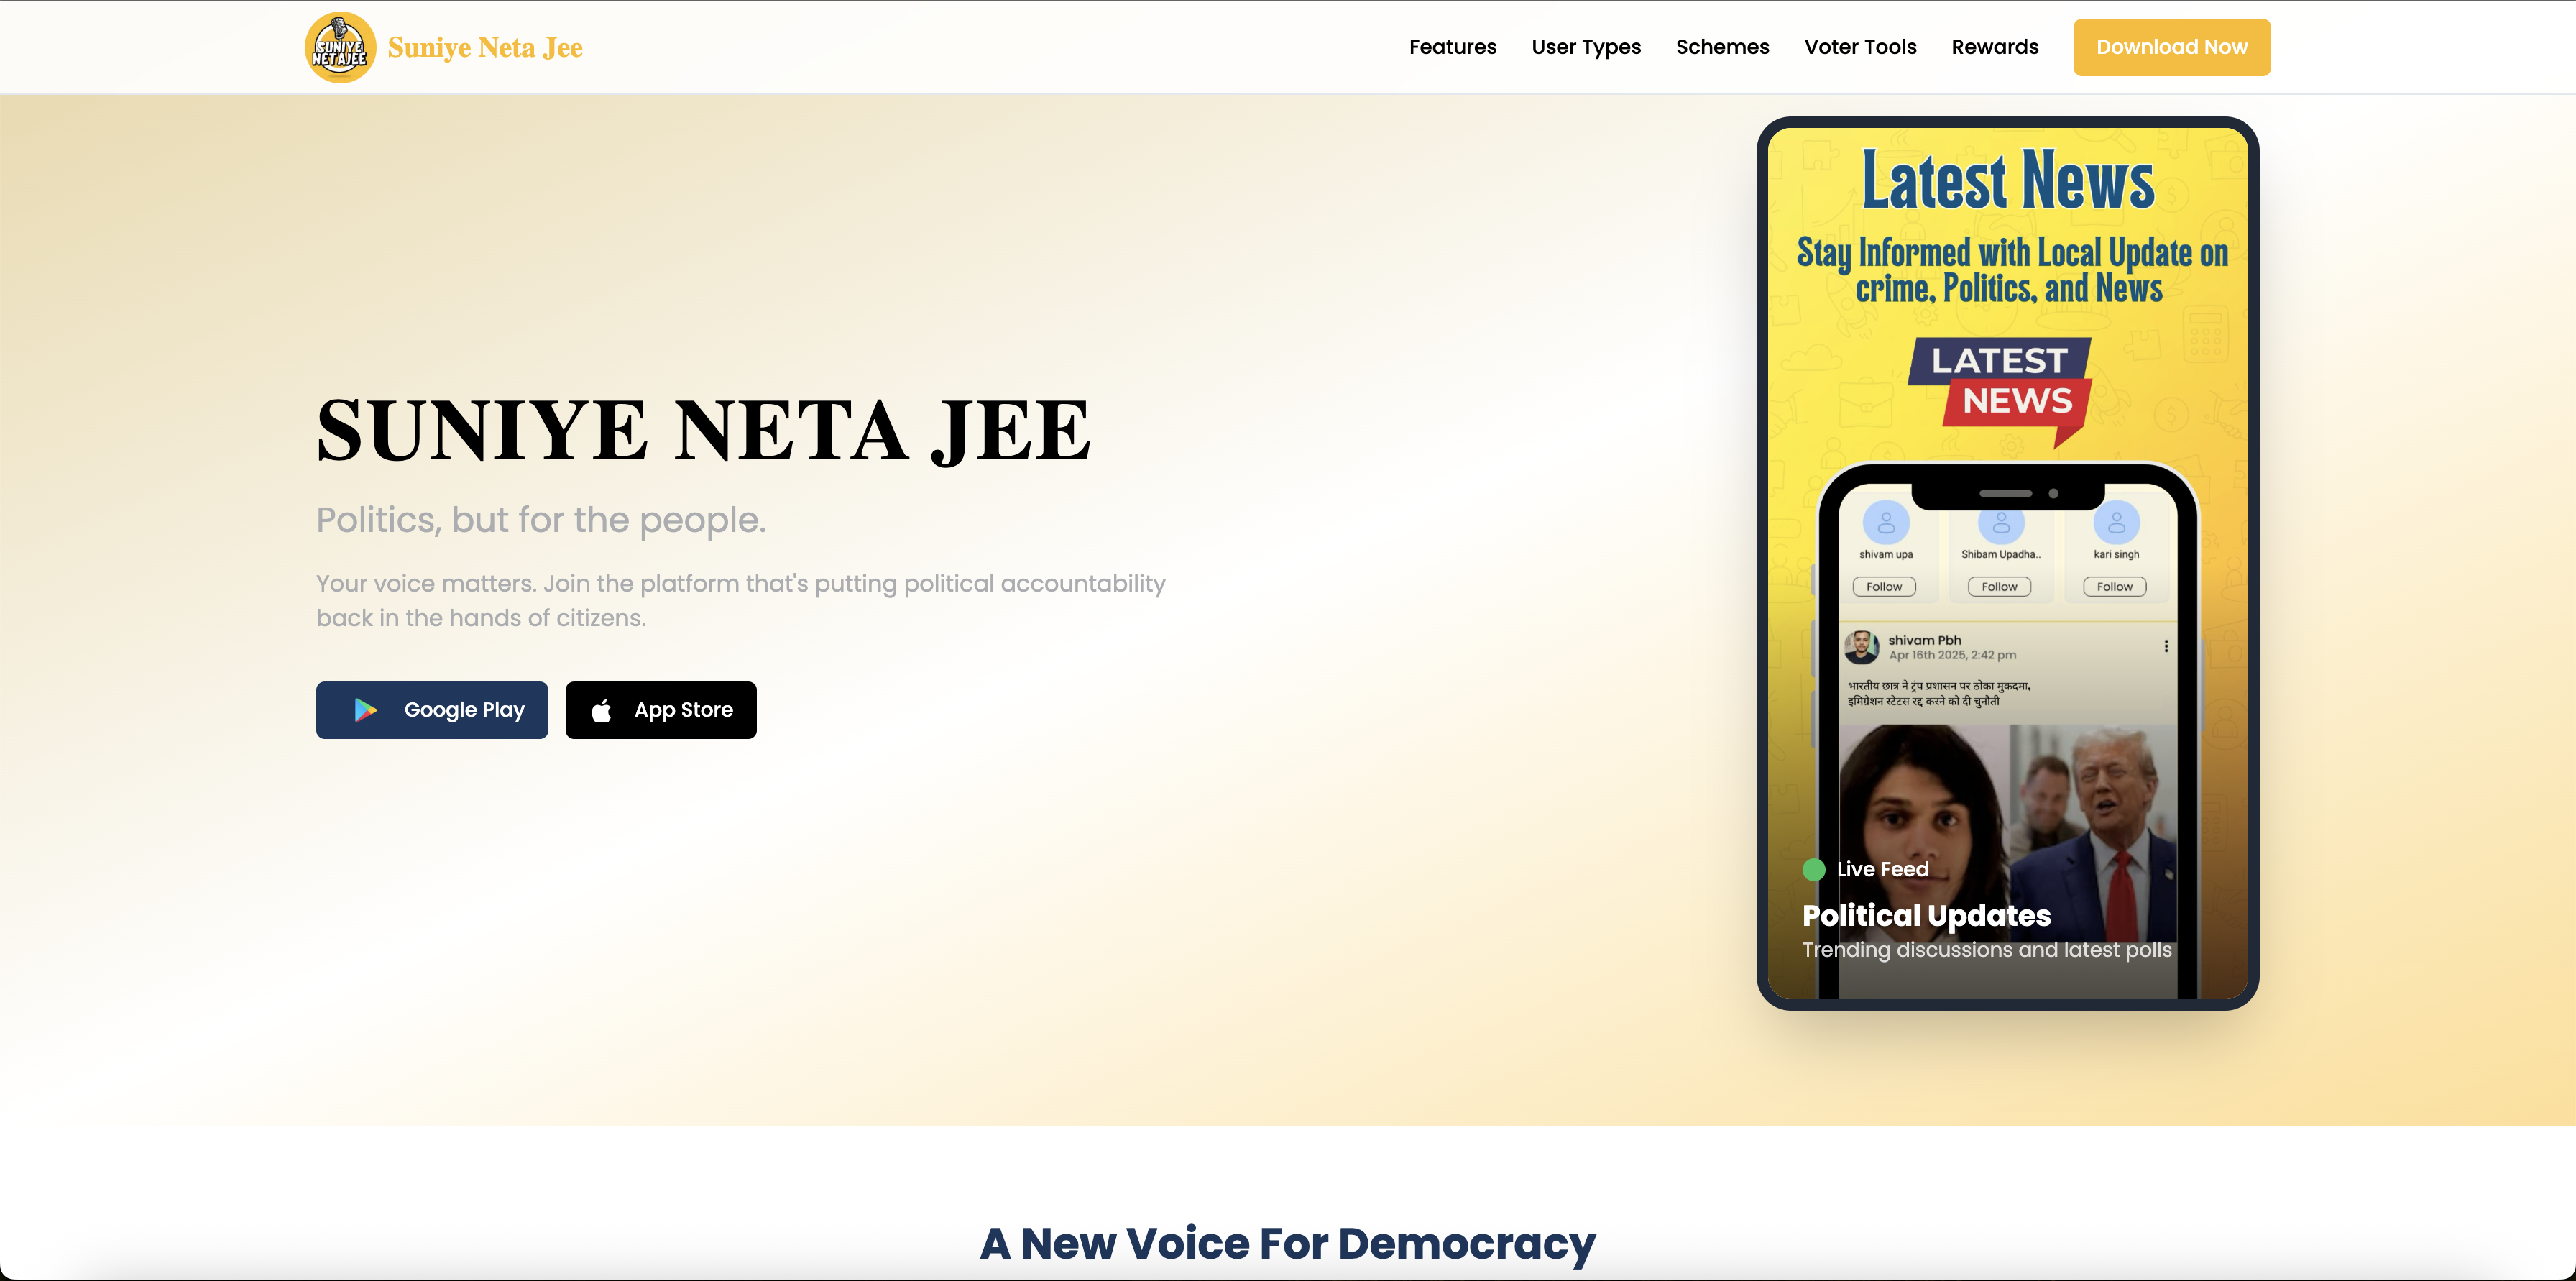 SUNIYE
NETAJEE
Suniye Neta Jee
Features
User Types
Schemes
Voter Tools
Rewards
Download Now
SUNIYE NETA JEE
Politics, but for the people.
Your voice matters. Join the platform that's putting political accountability
back in the hands of citizens.
Google Play
App Store
Latest News
Stay Informed with Local Update on
crime, Politics, and News
LATEST
NEWS
shivam upa
Shibam Upadha..
kari singh
Follow
Follow
Follow
shivam Pbh
Apr 16th 2025, 2:42 pm
भारतीय छात्र ने ट्रंप प्रशासन पर ठोका मुकदमा,
इमिग्रेशन स्टेटस रद्द करने को दी चुनौती
Live Feed
Political Updates
Trending discussions and latest polls
A New Voice For Democracy